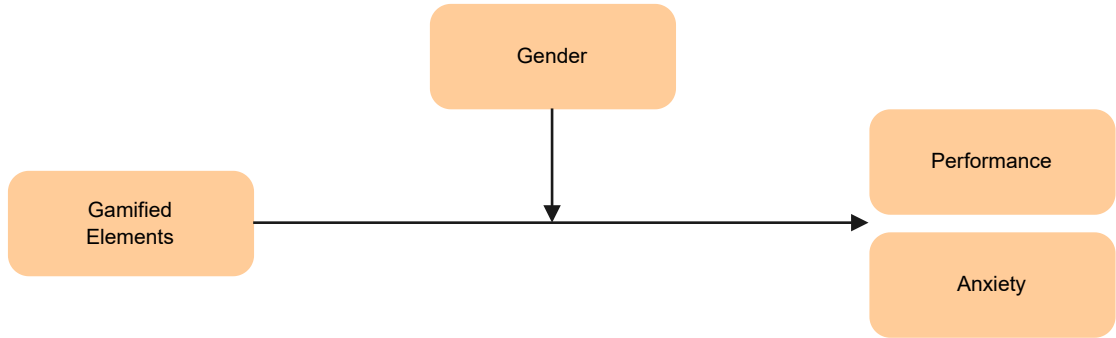 Gender
Performance
Gamified
Elements
Anxiety